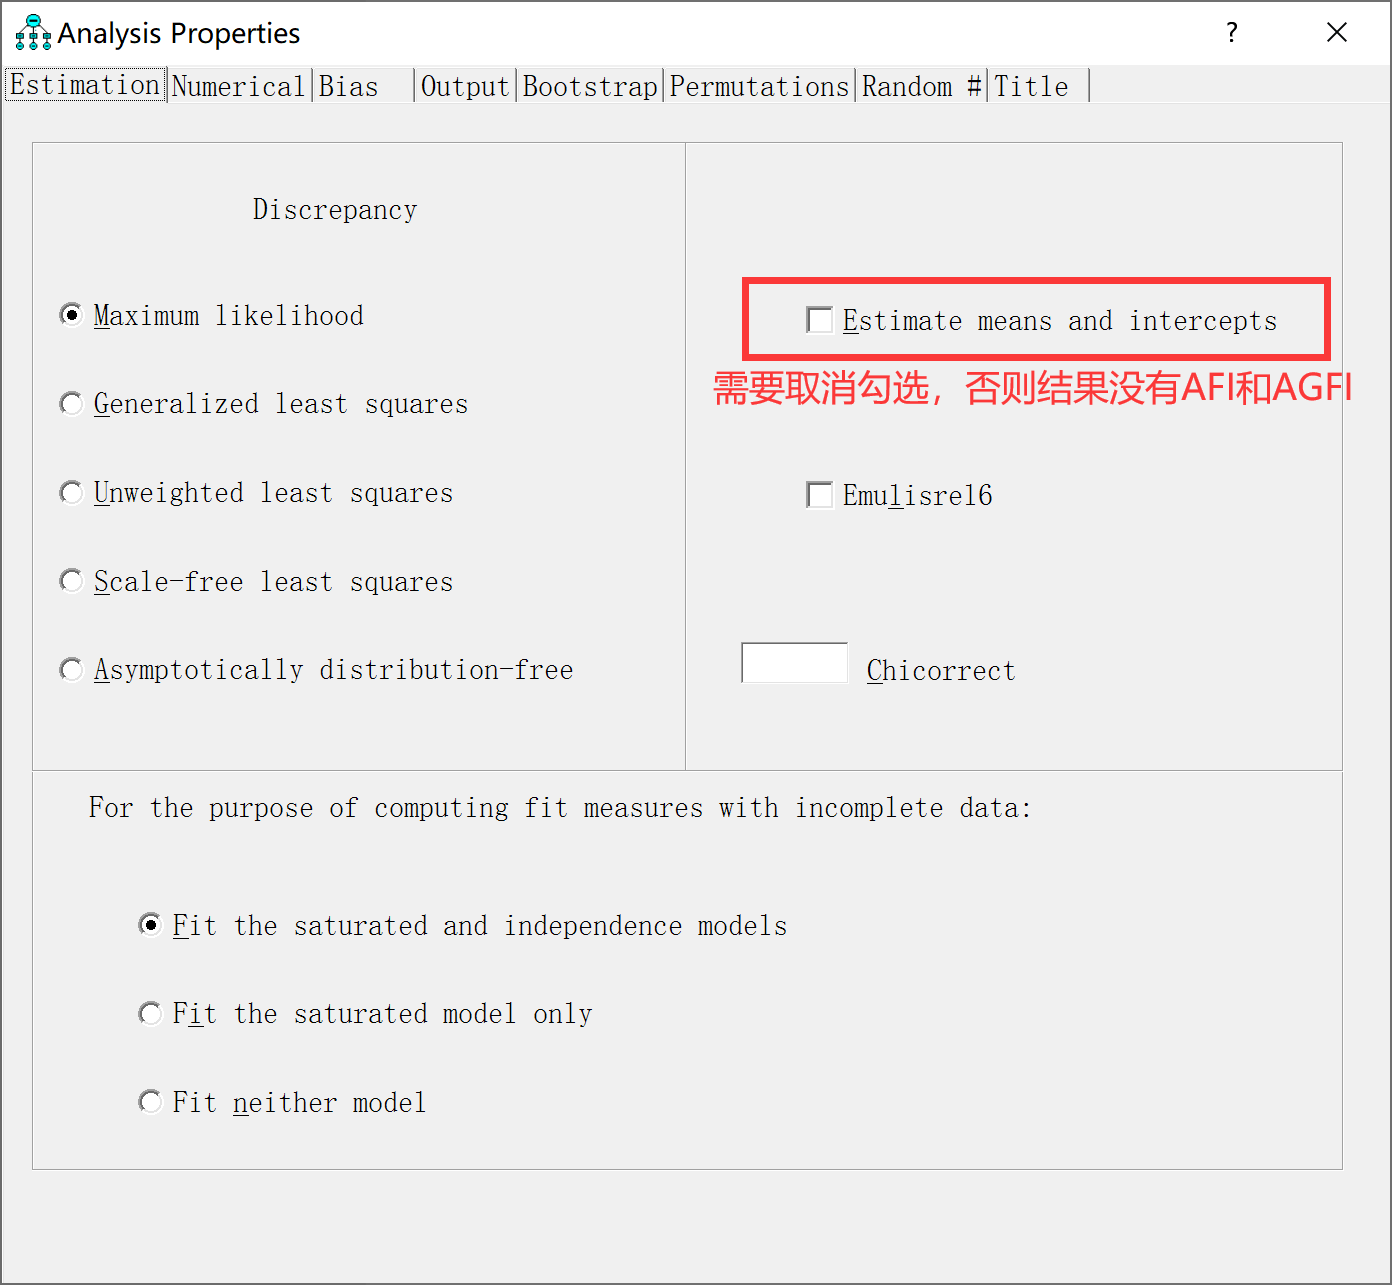 Analysis Properties ? ×
Estimation Numerical Bias Output Bootstrap Permutations Random # Title
Discrepancy
Maximum likelihood
Generalized least squares
Unweighted least squares
Scale-free least squares
Asymptotically distribution-free
Estimate means and intercepts
需要取消勾选，否则结果没有AFI和AGFI
Emulisrel6
Chicorrect
For the purpose of computing fit measures with incomplete data:
Fit the saturated and independence models
Fit the saturated model only
Fit neither model